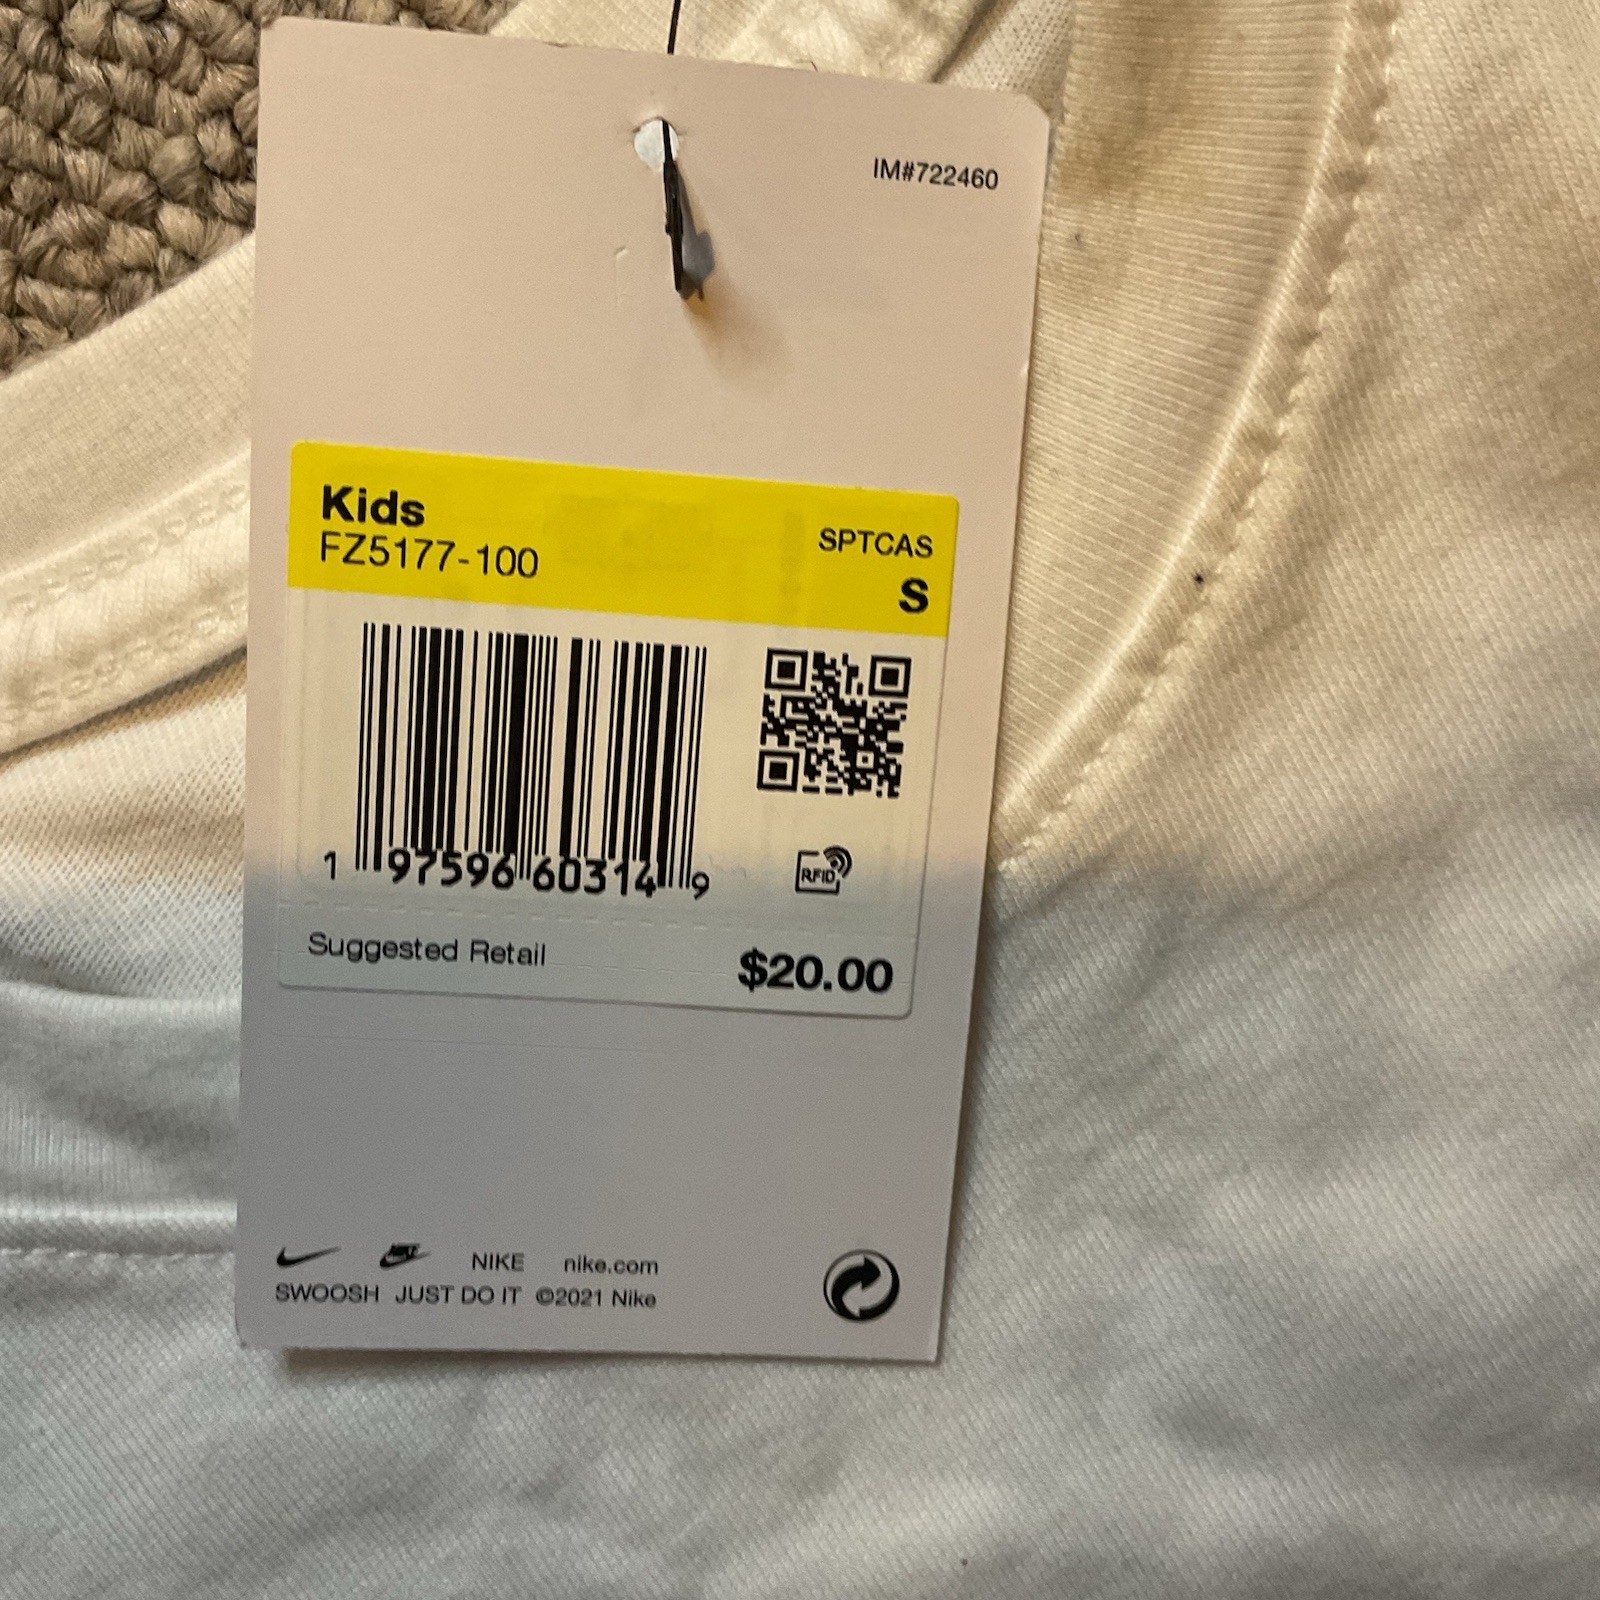 IM#722460
Kids
FZ5177-100
SPTCAS
S
1 97596 60314 9
RFID
Suggested Retail
$20.00
NIKE NIKE nike.com
SWOOSH JUST DO IT ©2021 Nike